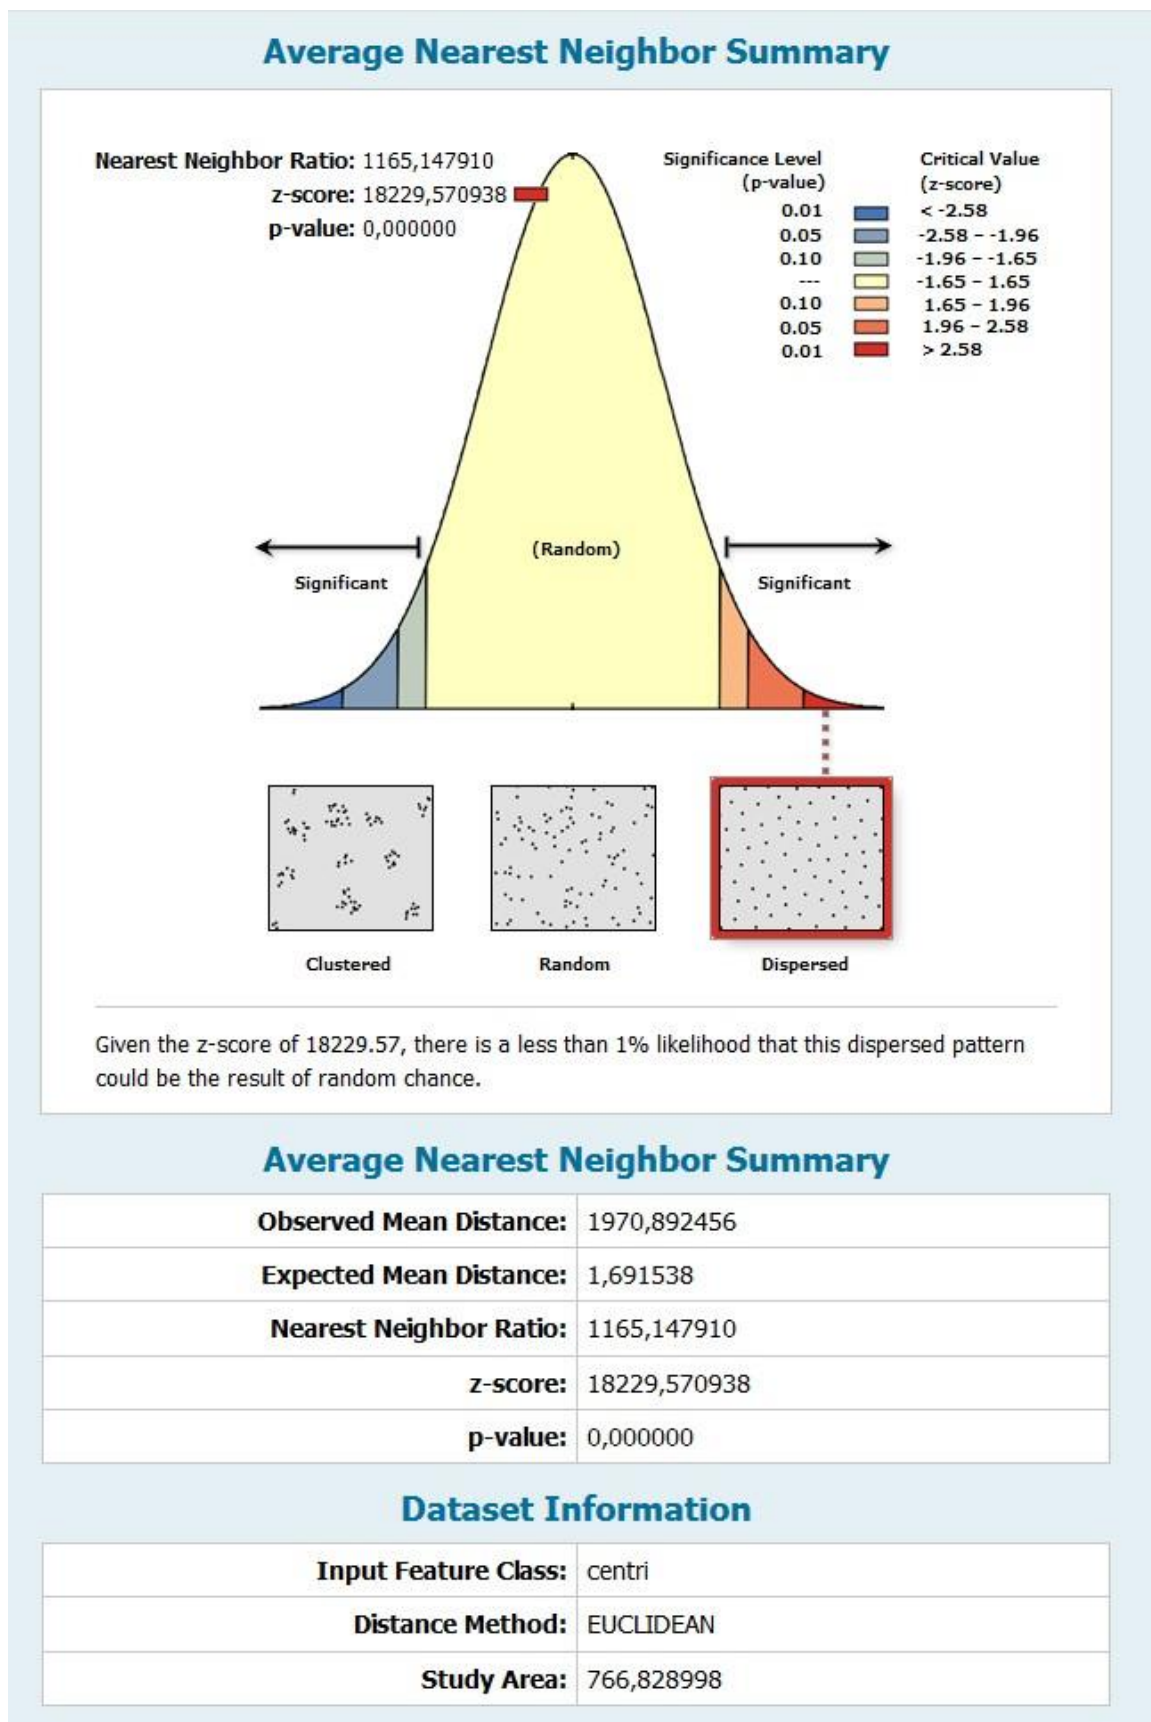 Average Nearest Neighbor Summary
Nearest Neighbor Ratio: 1165,147910
z-score: 18229,570938
p-value: 0,000000
Significance Level
(p-value)
Critical Value
(z-score)
0.01 < -2.58
0.05 -2.58 – -1.96
0.10 -1.96 – -1.65
--- -1.65 – 1.65
0.10 1.65 – 1.96
0.05 1.96 – 2.58
0.01 > 2.58
(Random)
Significant
Significant
Clustered
Random
Dispersed
Given the z-score of 18229.57, there is a less than 1% likelihood that this dispersed pattern
could be the result of random chance.
Average Nearest Neighbor Summary
Observed Mean Distance: 1970,892456
Expected Mean Distance: 1,691538
Nearest Neighbor Ratio: 1165,147910
z-score: 18229,570938
p-value: 0,000000
Dataset Information
Input Feature Class: centri
Distance Method: EUCLIDEAN
Study Area: 766,828998